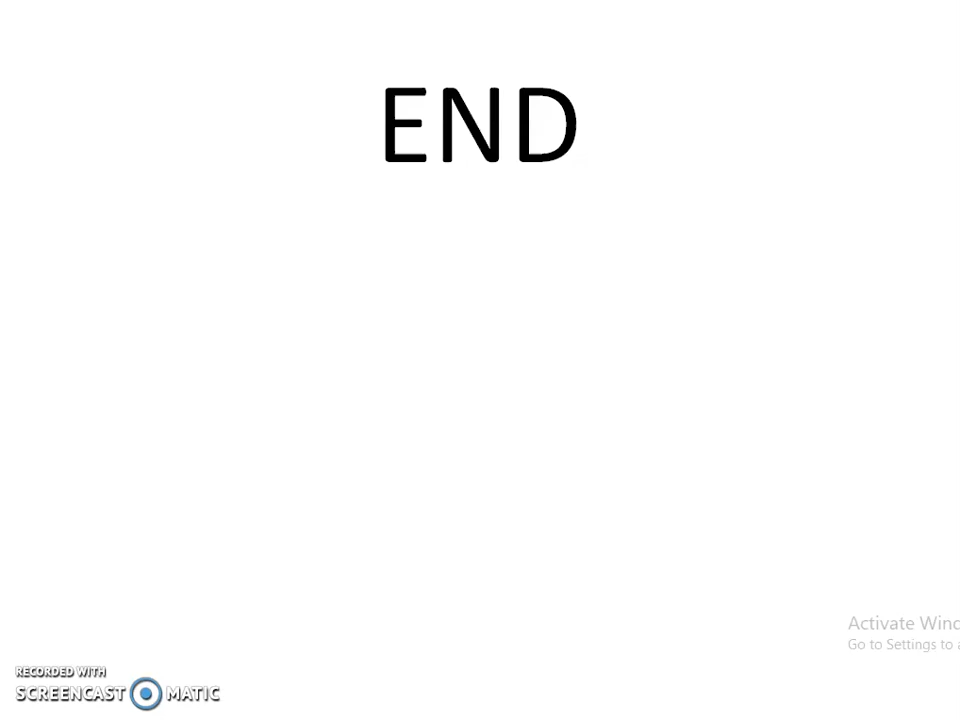 END
Activate Wind
Go to Settings to a
RECORDED WITH
SCREENCAST MATIC